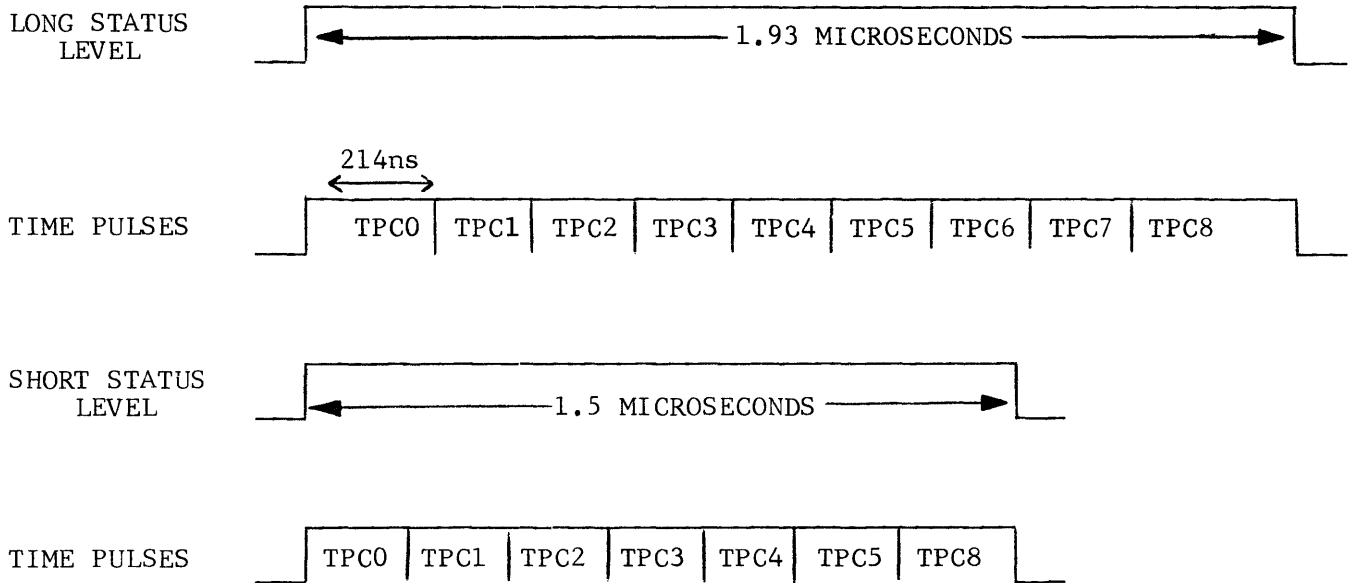 LONG STATUS
LEVEL
1.93 MICROSECONDS
214ns
TIME PULSES
TPC0 TPC1 TPC2 TPC3 TPC4 TPC5 TPC6 TPC7 TPC8
SHORT STATUS
LEVEL
1.5 MICROSECONDS
TIME PULSES
TPC0 TPC1 TPC2 TPC3 TPC4 TPC5 TPC8